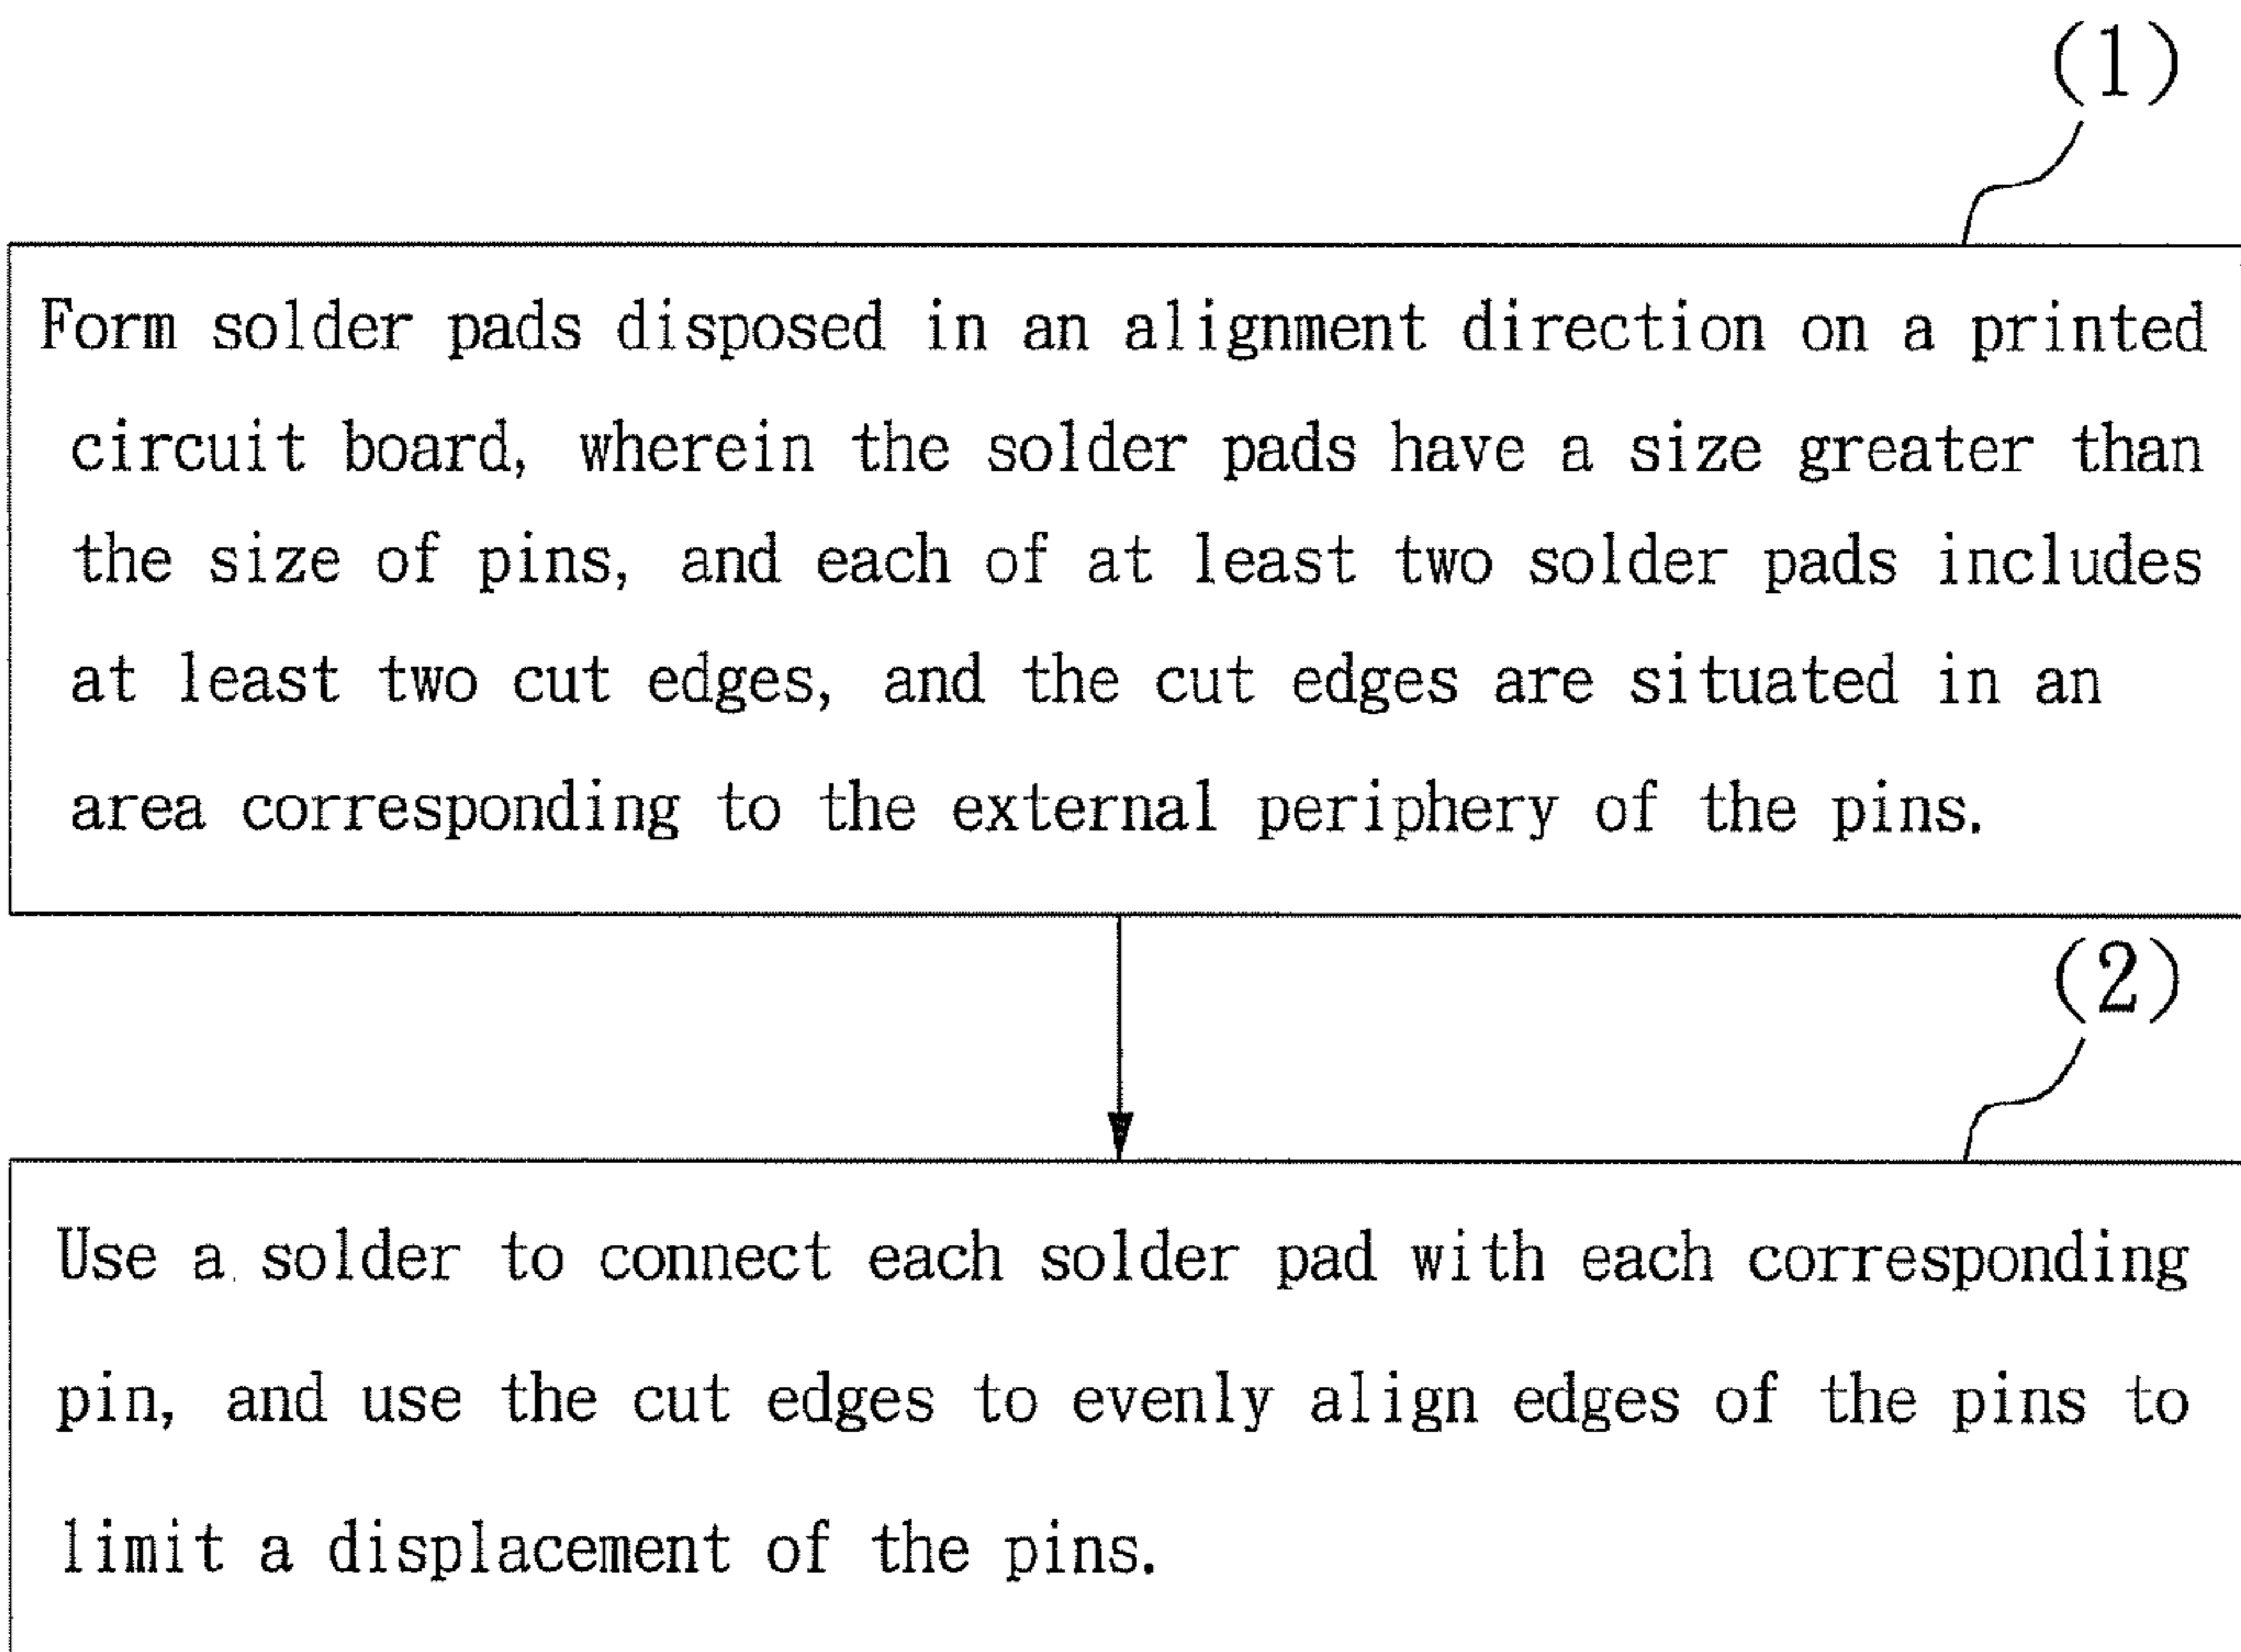 (1)
Form solder pads disposed in an alignment direction on a printed
circuit board, wherein the solder pads have a size greater than
the size of pins, and each of at least two solder pads includes
at least two cut edges, and the cut edges are situated in an
area corresponding to the external periphery of the pins.
(2)
Use a solder to connect each solder pad with each corresponding
pin, and use the cut edges to evenly align edges of the pins to
limit a displacement of the pins.